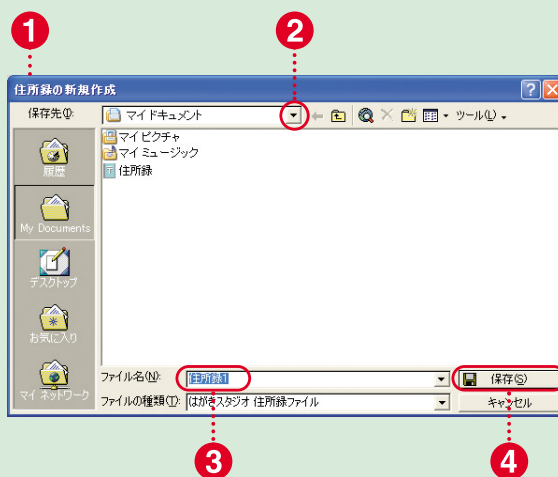 1 2
住所録の新規作成
保存先(I): マイ ドキュメント ツール(L)
マイ ピクチャ
マイ ミュージック
住所録
履歴
My Documents
デスクトップ
お気に入り
マイ ネットワーク
ファイル名(N): 住所録1 保存(S)
ファイルの種類(T): はがきスタジオ 住所録ファイル キャンセル
3 4